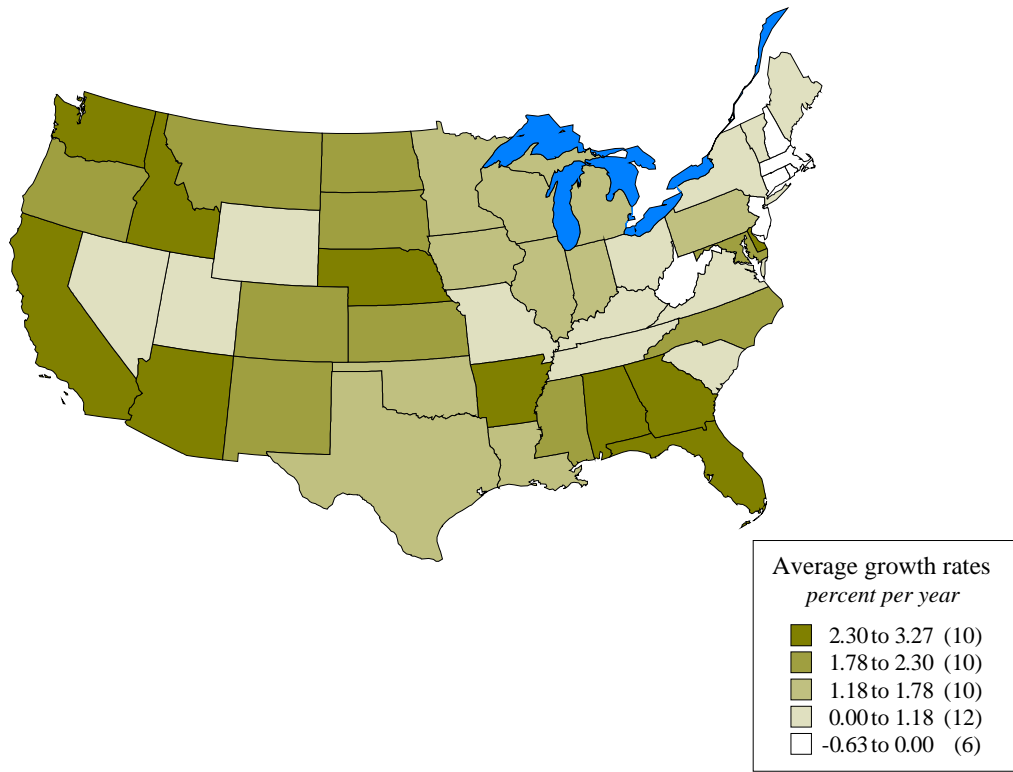 Average growth rates
percent per year
2.30 to 3.27 (10)
1.78 to 2.30 (10)
1.18 to 1.78 (10)
0.00 to 1.18 (12)
-0.63 to 0.00 (6)